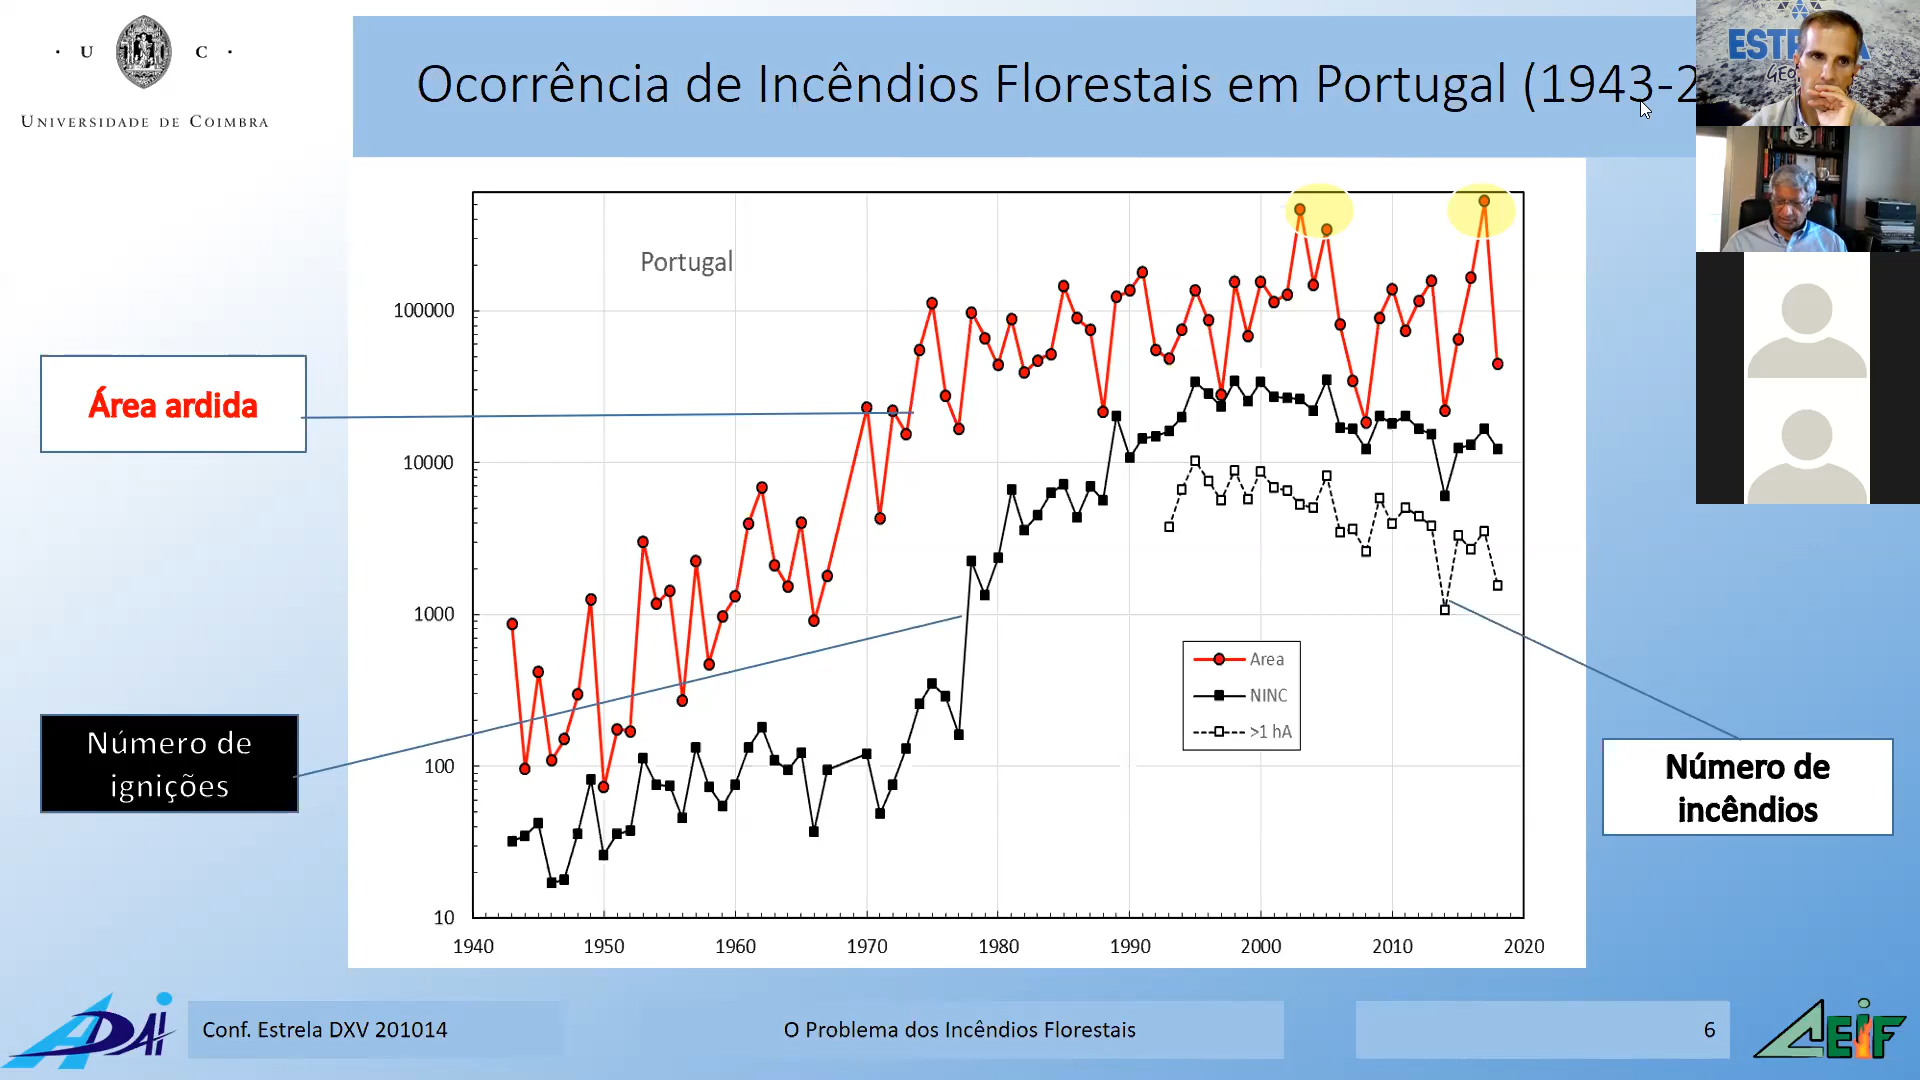 · U C ·
UNIVERSIDADE DE COIMBRA
Ocorrência de Incêndios Florestais em Portugal (1943-2
Portugal
100000
10000
1000
100
10
1940 1950 1960 1970 1980 1990 2000 2010 2020
Area
NINC
>1 hA
Área ardida
Número de
ignições
Número de
incêndios
ADAI
Conf. Estrela DXV 201014
O Problema dos Incêndios Florestais
6
CEIF